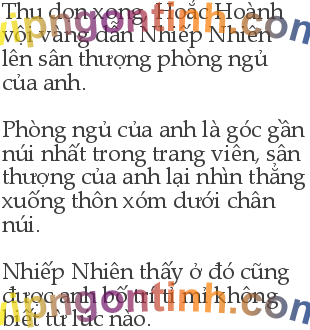 Thu dọn xong, Hoắc Hoành
vội vàng dẫn Nhiếp Nhiên
lên sân thượng phòng ngủ
của anh.
Phòng ngủ của anh là góc gần
núi nhất trong trang viên, sân
thượng của anh lại nhìn thẳng
xuống thôn xóm dưới chân
núi.
Nhiếp Nhiên thấy ở đó cũng
được anh bố trí tỉ mỉ không
biết từ lúc nào.